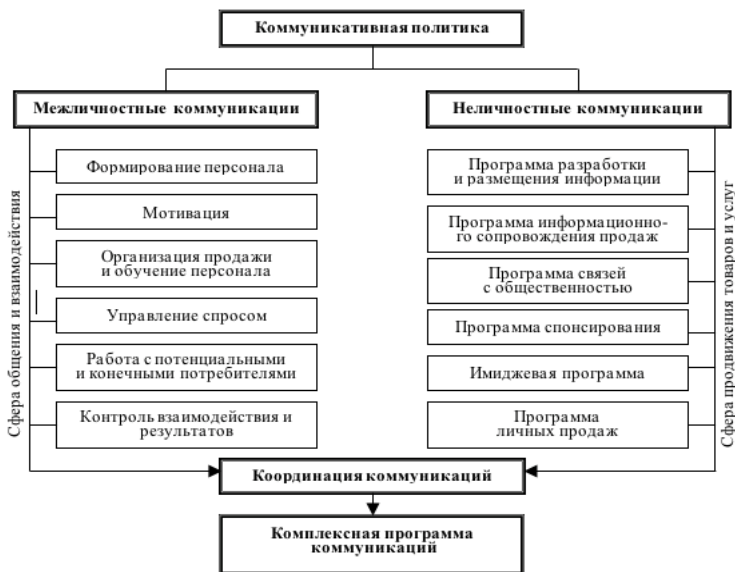 Коммуникативная политика
Межличностные коммуникации
Неличностные коммуникации
Сфера общения и взаимодействия
Формирование персонала
Мотивация
Организация продажи
и обучение персонала
Управление спросом
Работа с потенциальными
и конечными потребителями
Контроль взаимодействия и
результатов
Программа разработки
и размещения информации
Программа информационно-
го сопровождения продаж
Программа связей
с общественностью
Программа спонсирования
Имиджевая программа
Программа
личных продаж
Сфера продвижения товаров и услуг
Координация коммуникаций
Комплексная программа
коммуникаций